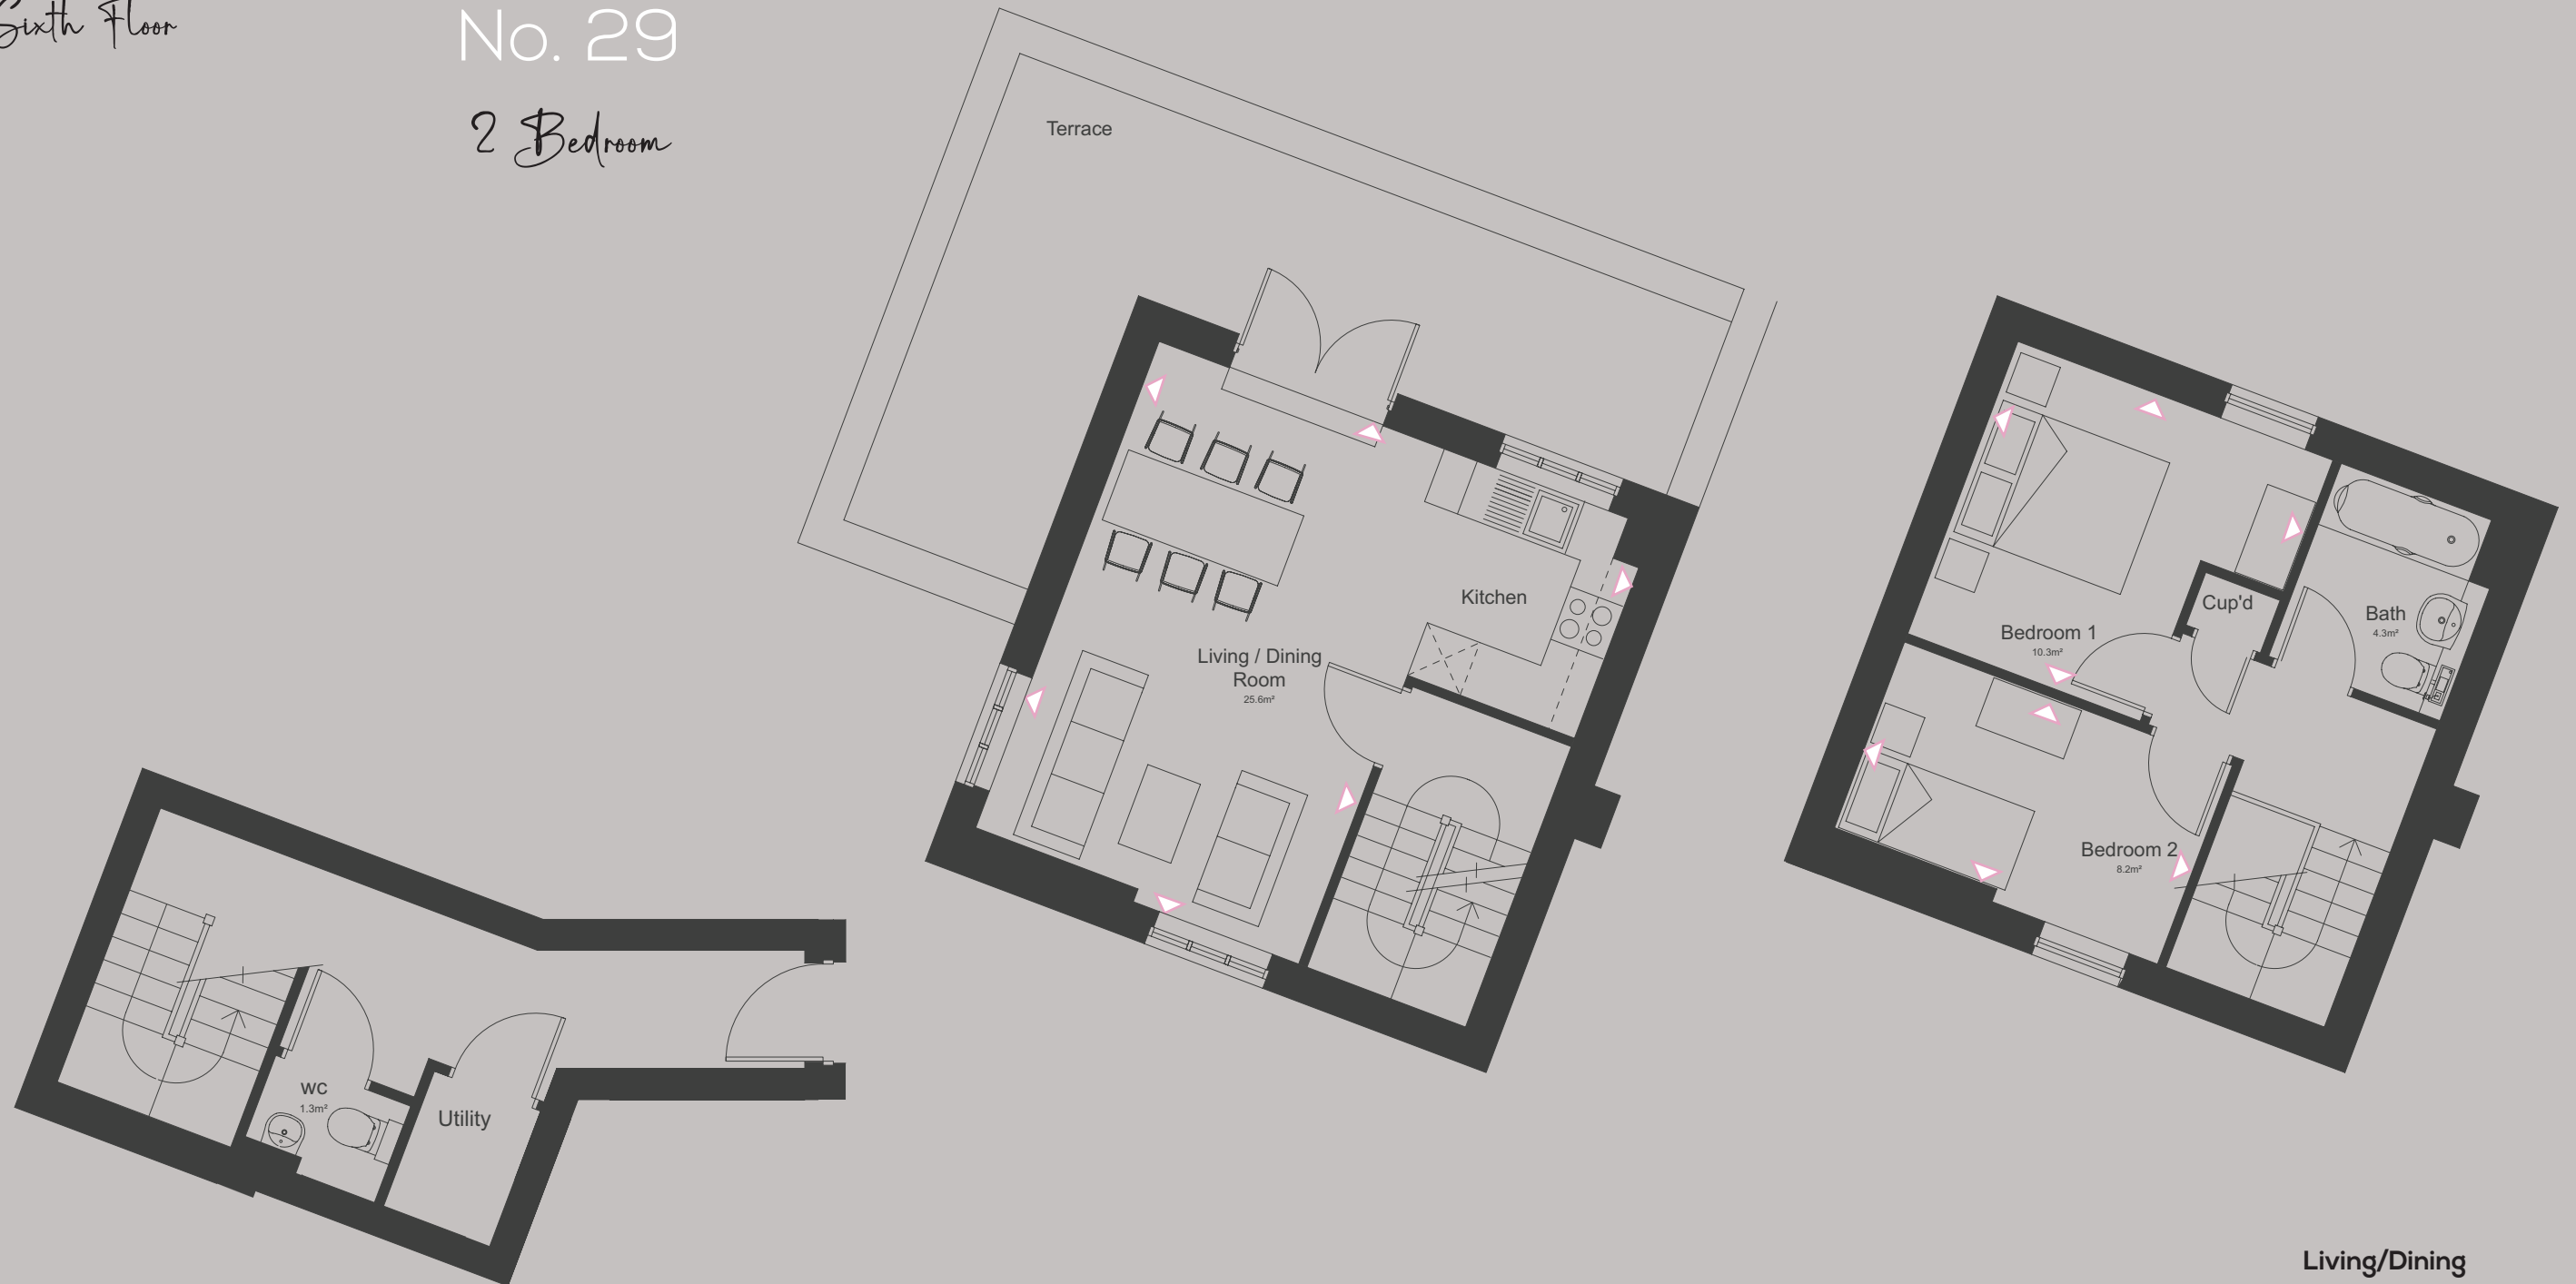 Sixth Floor
No. 29
2 Bedroom
Terrace
Kitchen
Living / Dining
Room
25.6m²
Bedroom 1
10.3m²
Cup'd
Bath
4.3m²
Bedroom 2
8.2m²
wc
1.3m²
Utility
Living/Dining